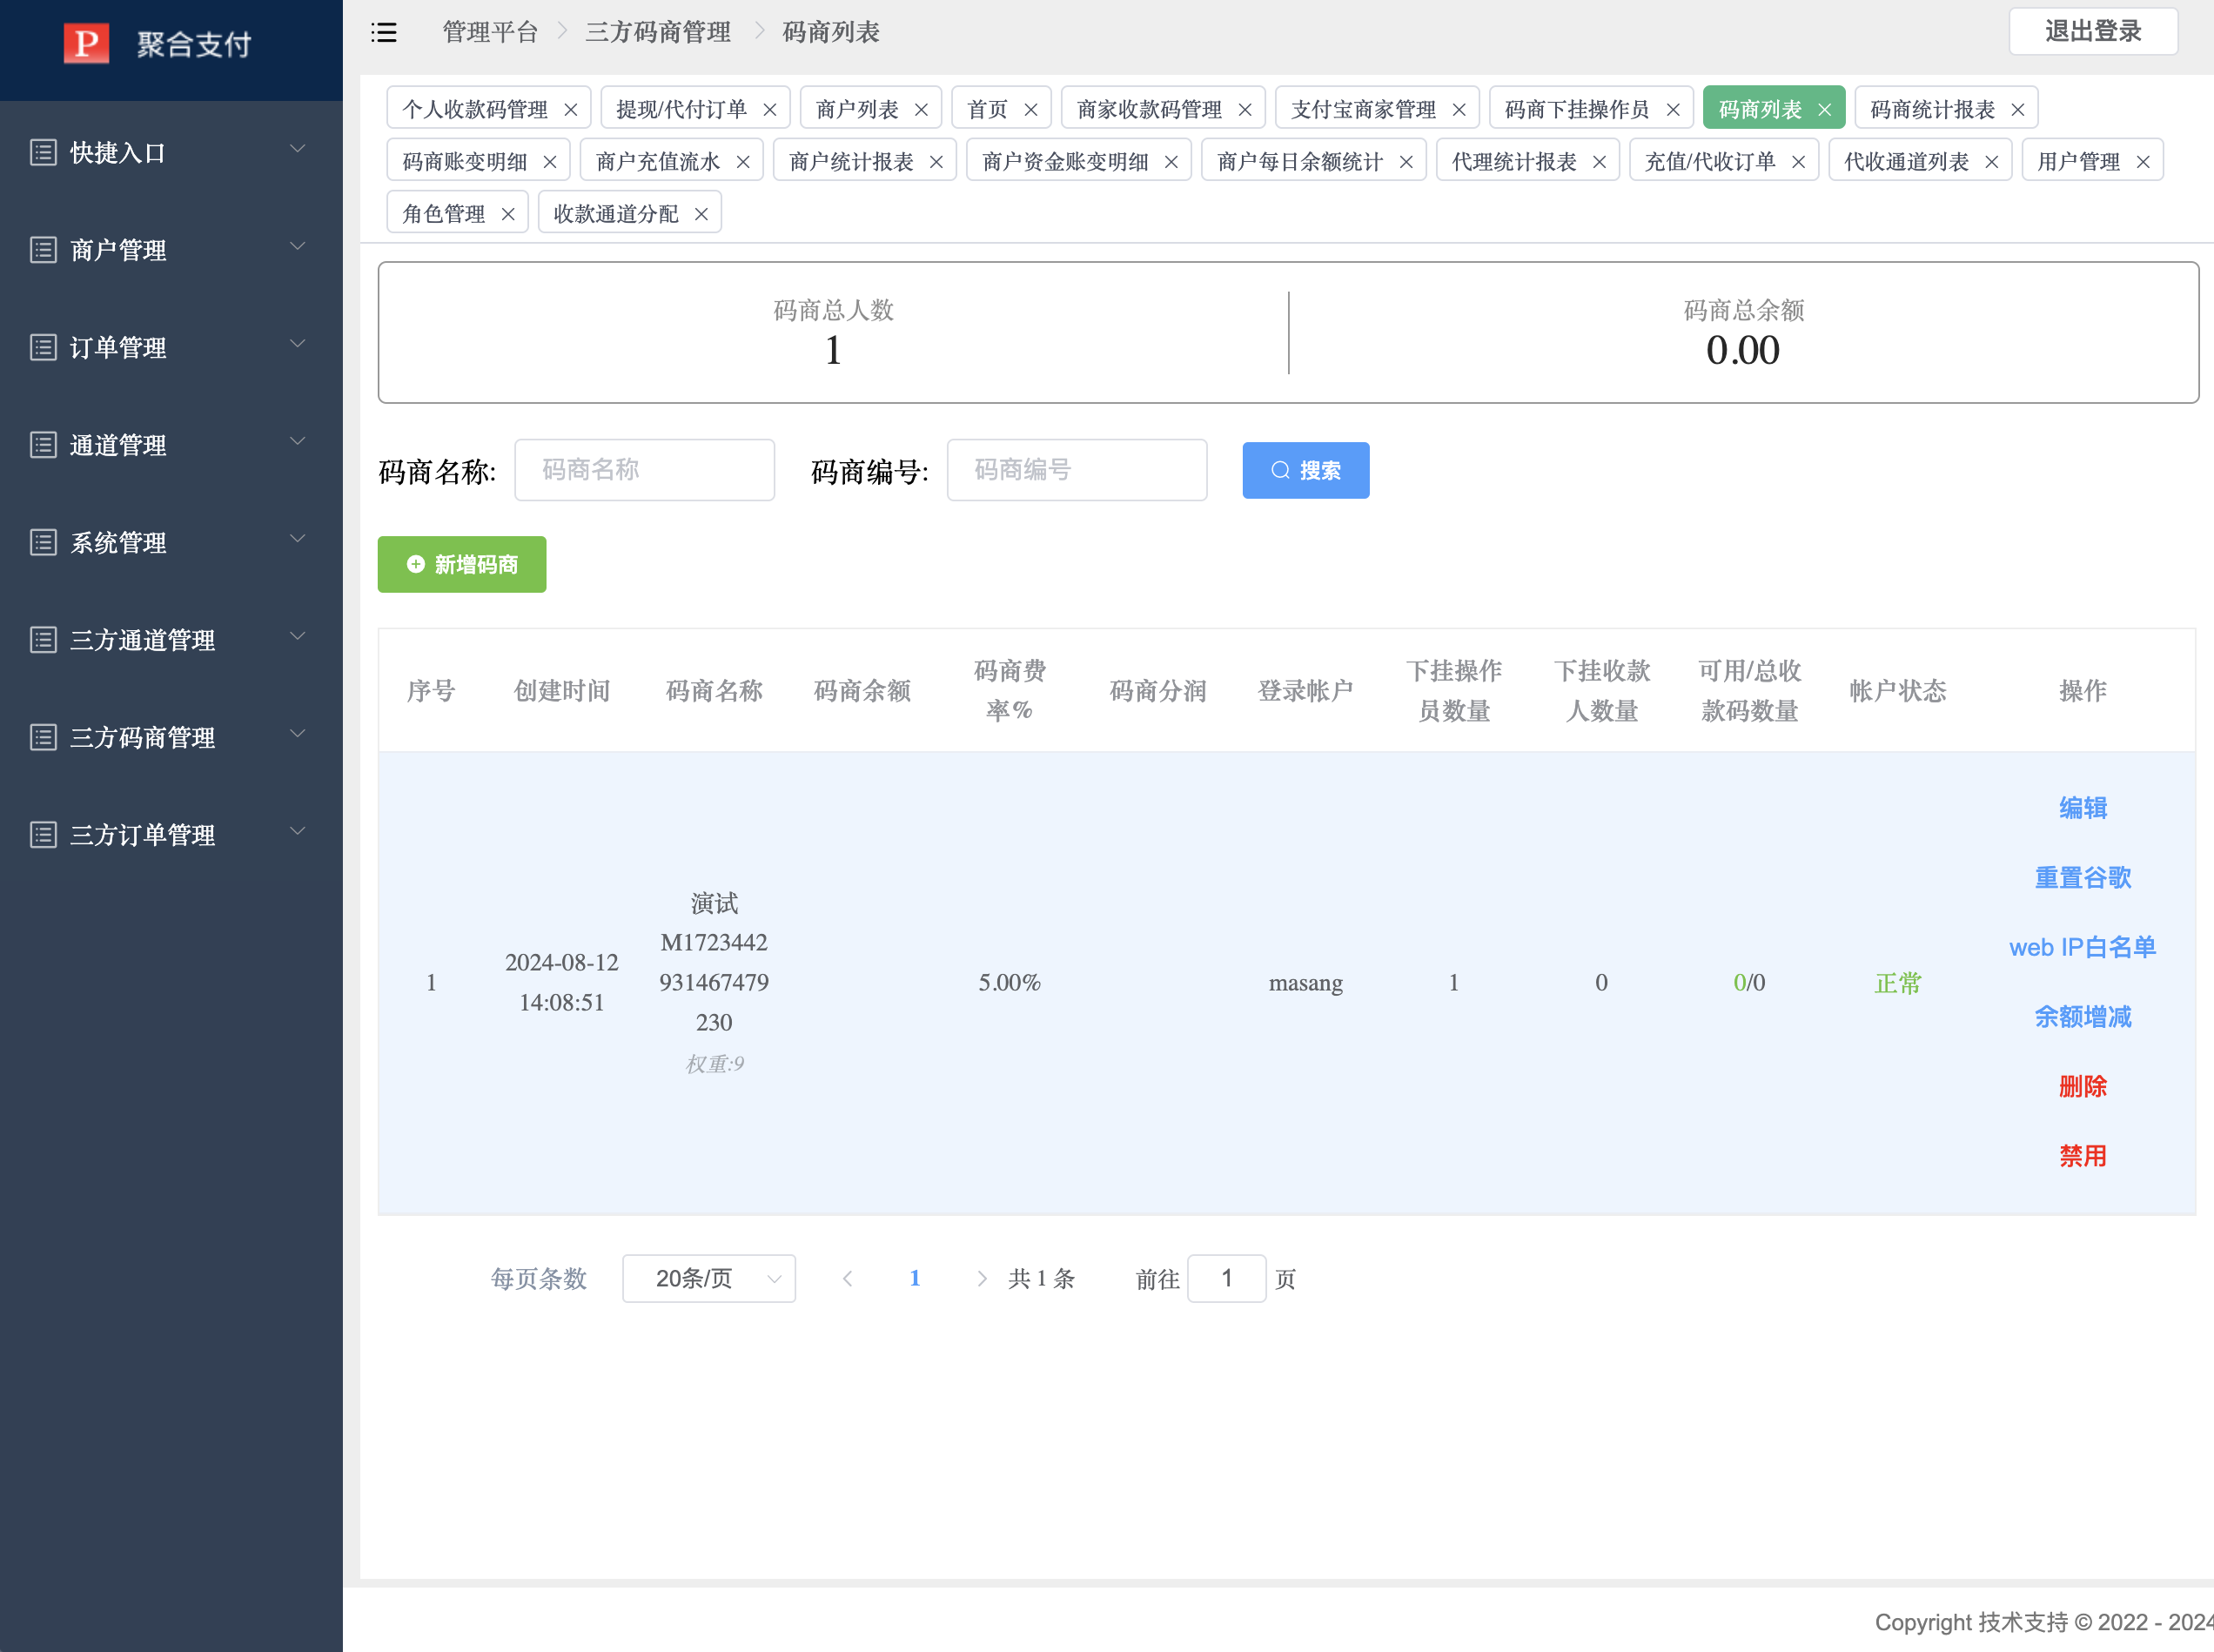 P 聚合支付
管理平台 三方码商管理 码商列表
退出登录
快捷入口
商户管理
订单管理
通道管理
系统管理
三方通道管理
三方码商管理
三方订单管理
个人收款码管理 提现/代付订单 商户列表 首页 商家收款码管理 支付宝商家管理 码商下挂操作员 码商列表 码商统计报表
码商账变明细 商户充值流水 商户统计报表 商户资金账变明细 商户每日余额统计 代理统计报表 充值/代收订单 代收通道列表 用户管理
角色管理 收款通道分配
码商总人数
1
码商总余额
0.00
码商名称: 码商名称 码商编号: 码商编号 搜索
新增码商
序号 创建时间 码商名称 码商余额 码商费率% 码商分润 登录帐户 下挂操作员数量 下挂收款人数量 可用/总收款码数量 帐户状态 操作
1
2024-08-12
14:08:51
演试
M1723442
931467479
230
权重:9
5.00%
masang
1
0
0/0
正常
编辑
重置谷歌
web IP白名单
余额增减
删除
禁用
每页条数 20条/页 1 共 1 条 前往 1 页
Copyright 技术支持 © 2022 - 2024